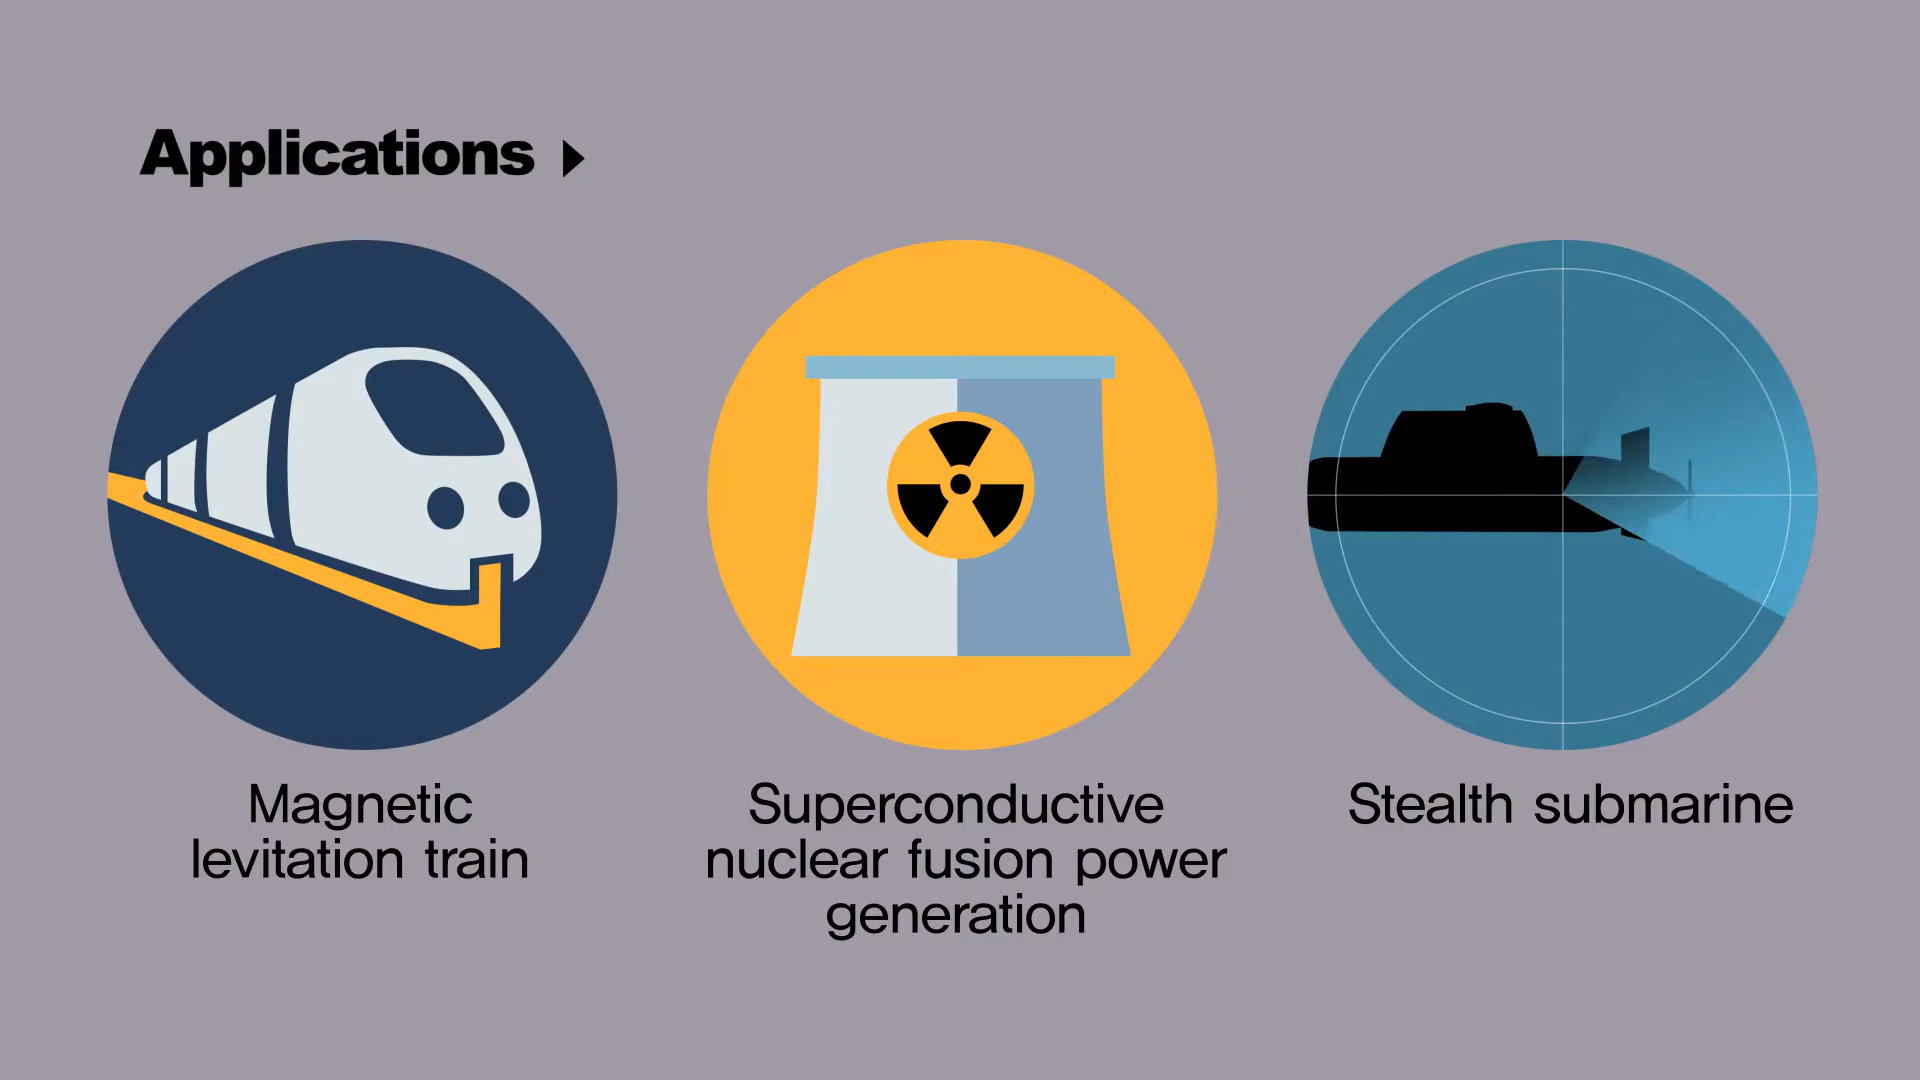 Applications
Magnetic
levitation train
Superconductive
nuclear fusion power
generation
Stealth submarine